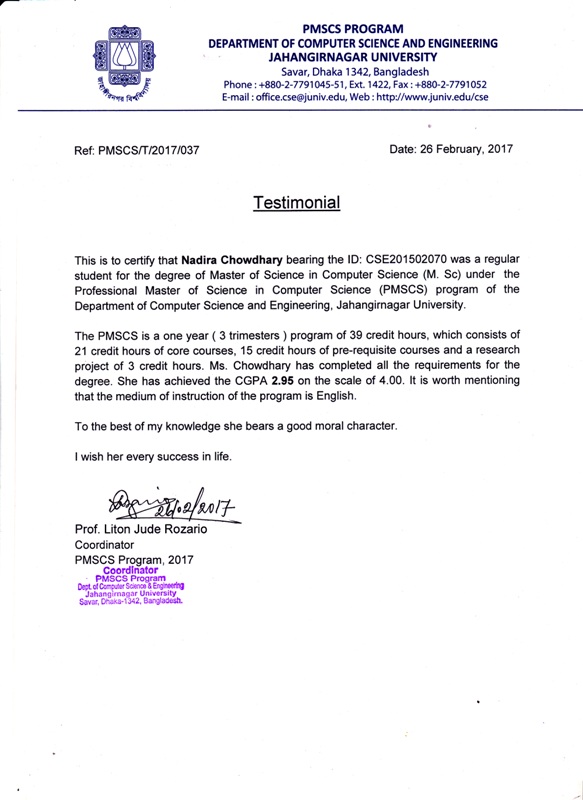 PMSCS PROGRAM
DEPARTMENT OF COMPUTER SCIENCE AND ENGINEERING
JAHANGIRNAGAR UNIVERSITY
Savar, Dhaka 1342, Bangladesh
Phone : +880-2-7791045-51, Ext. 1422, Fax : +880-2-7791052
E-mail : office.cse@juniv.edu, Web : http://www.juniv.edu/cse
জাহাঙ্গীরনগর বিশ্ববিদ্যালয়
Ref: PMSCS/T/2017/037
Date: 26 February, 2017
Testimonial
This is to certify that Nadira Chowdhary bearing the ID: CSE201502070 was a regular
student for the degree of Master of Science in Computer Science (M. Sc) under the
Professional Master of Science in Computer Science (PMSCS) program of the
Department of Computer Science and Engineering, Jahangirnagar University.
The PMSCS is a one year ( 3 trimesters ) program of 39 credit hours, which consists of
21 credit hours of core courses, 15 credit hours of pre-requisite courses and a research
project of 3 credit hours. Ms. Chowdhary has completed all the requirements for the
degree. She has achieved the CGPA 2.95 on the scale of 4.00. It is worth mentioning
that the medium of instruction of the program is English.
To the best of my knowledge she bears a good moral character.
I wish her every success in life.
26/02/2017
Prof. Liton Jude Rozario
Coordinator
PMSCS Program, 2017
Coordinator
PMSCS Program
Dept. of Computer Science & Engineering
Jahangirnagar University
Savar, Dhaka-1342, Bangladesh.